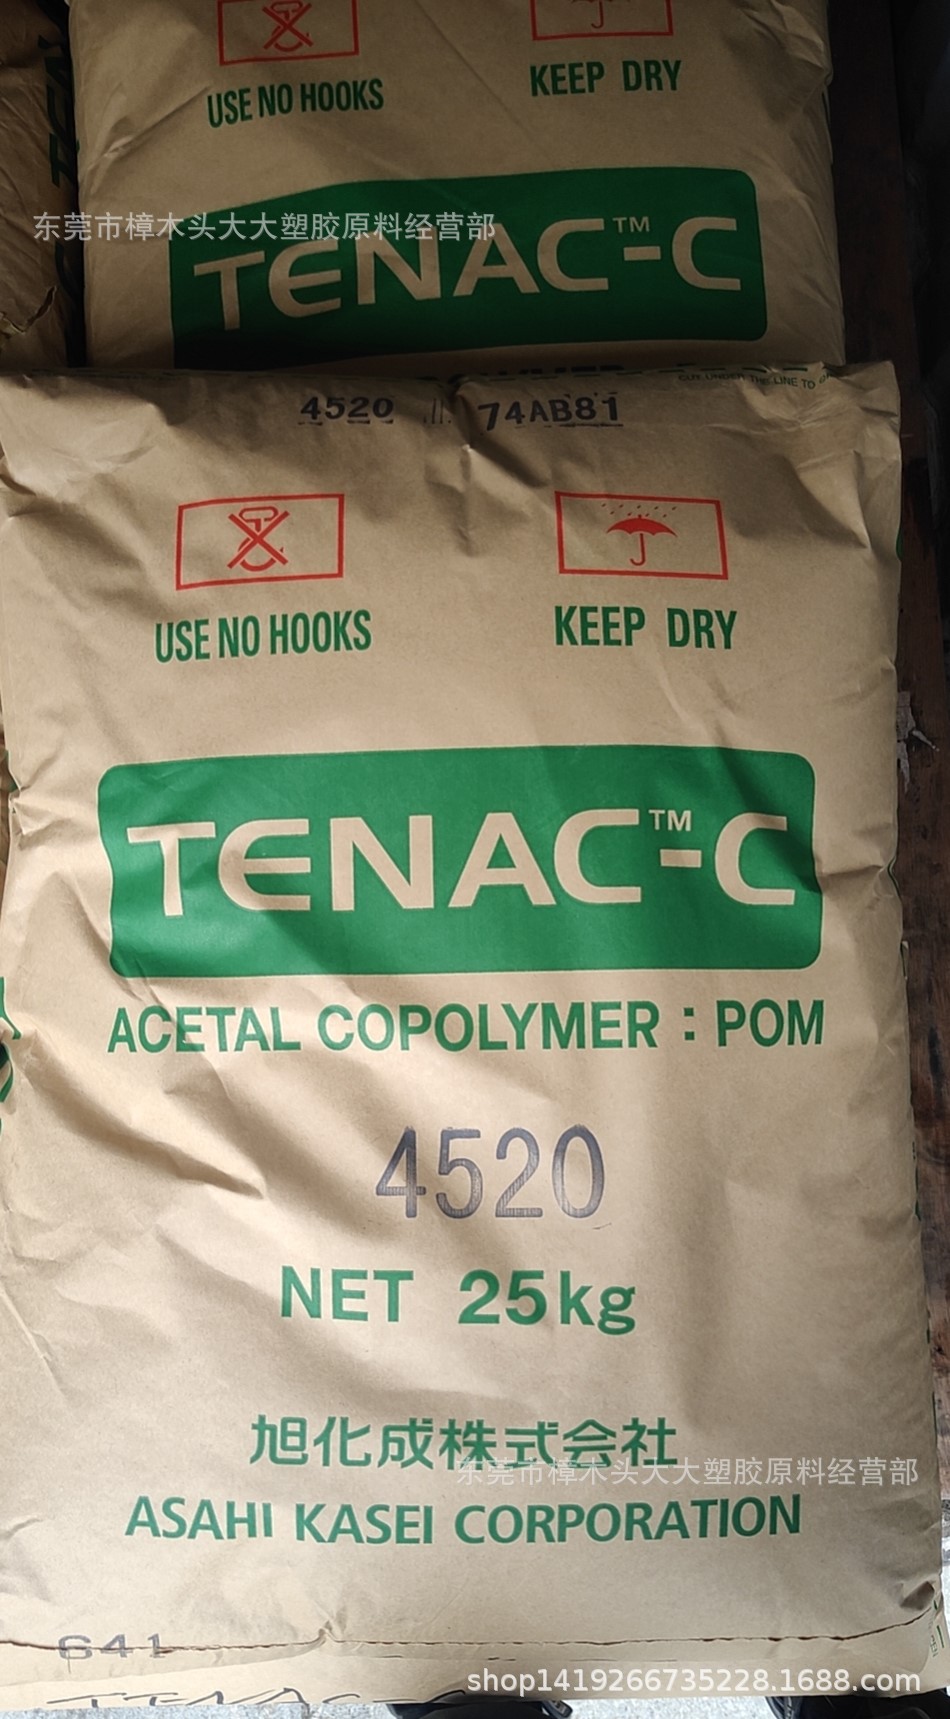 USE NO HOOKS
KEEP DRY
东莞市樟木头大大塑胶原料经营部
TENAC™-C
4520 74AB81
USE NO HOOKS
KEEP DRY
TENAC™-C
ACETAL COPOLYMER : POM
4520
NET 25kg
旭化成株式会社
东莞市樟木头大大塑胶原料经营部
ASAHI KASEI CORPORATION
641
shop1419266735228.1688.com